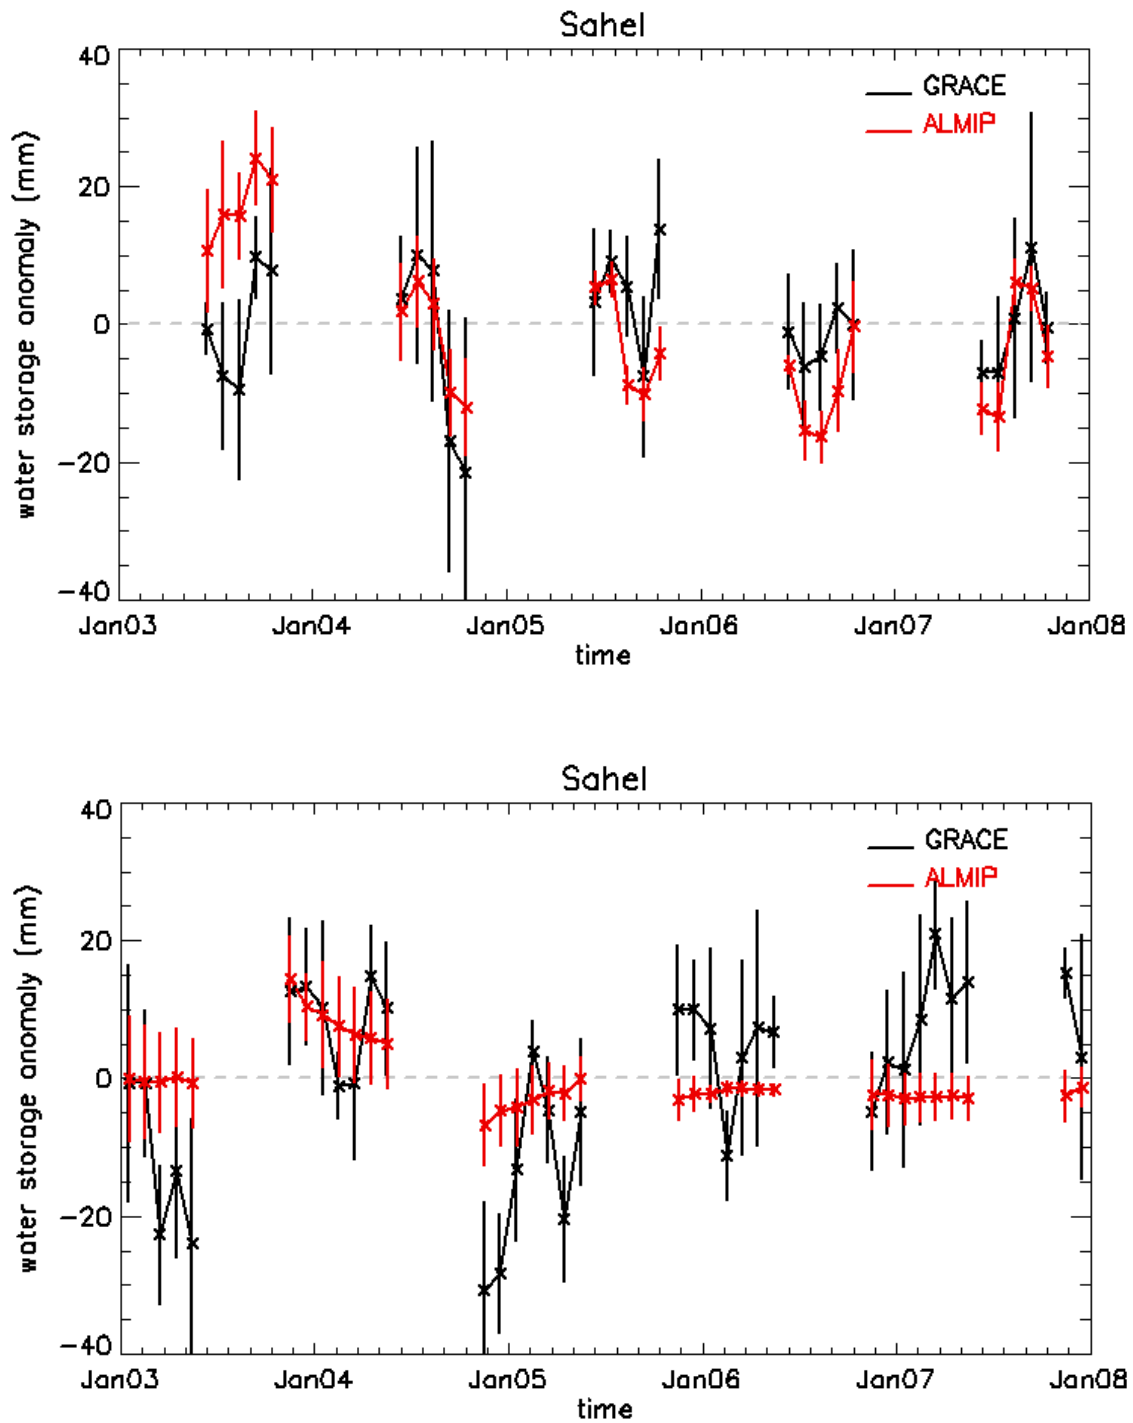 Sahel
40
20
0
-20
-40
water storage anomaly (mm)
GRACE
ALMIP
Jan03 Jan04 Jan05 Jan06 Jan07 Jan08
time
Sahel
40
20
0
-20
-40
water storage anomaly (mm)
GRACE
ALMIP
Jan03 Jan04 Jan05 Jan06 Jan07 Jan08
time